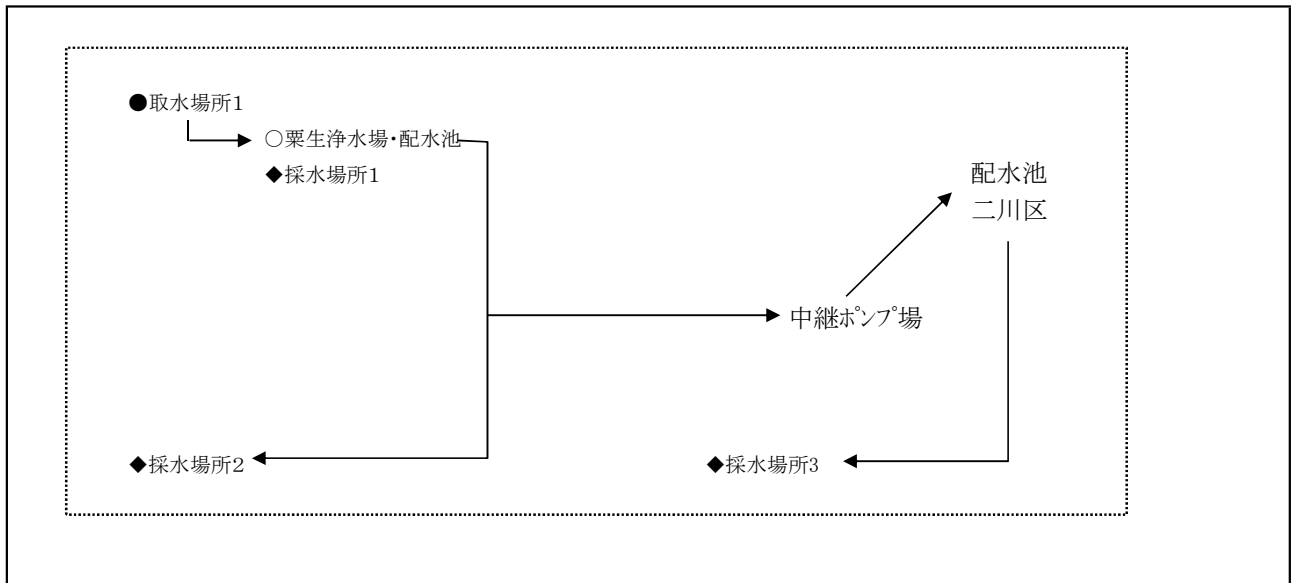 ●取水場所1
○粟生浄水場・配水池
◆採水場所1
配水池
二川区
中継ﾎﾟﾝﾌﾟ場
◆採水場所2
◆採水場所3